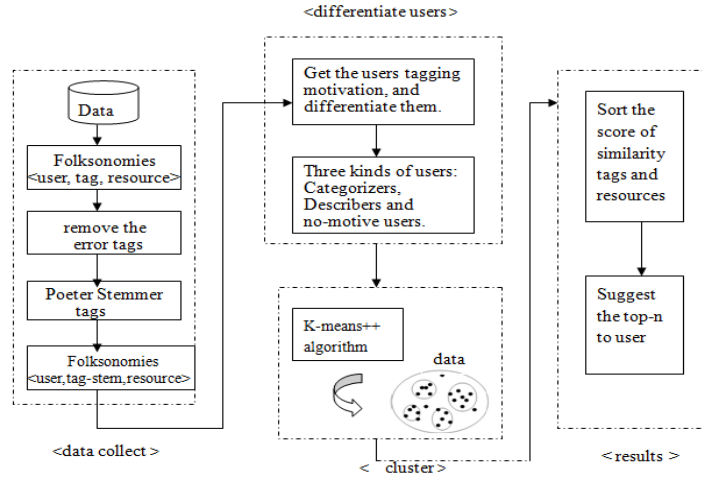 <differentiate users>
Data
Folksonomies
<user, tag, resource>
remove the
error tags
Poeter Stemmer
tags
Folksonomies
<user,tag-stem,resource>
<data collect >
Get the users tagging
motivation, and
differentiate them.
Three kinds of users:
Categorizers,
Describers and
no-motive users.
K-means++
algorithm
data
< cluster>
Sort the
score of
similarity
tags and
resources
Suggest
the top-n
to user
<results >